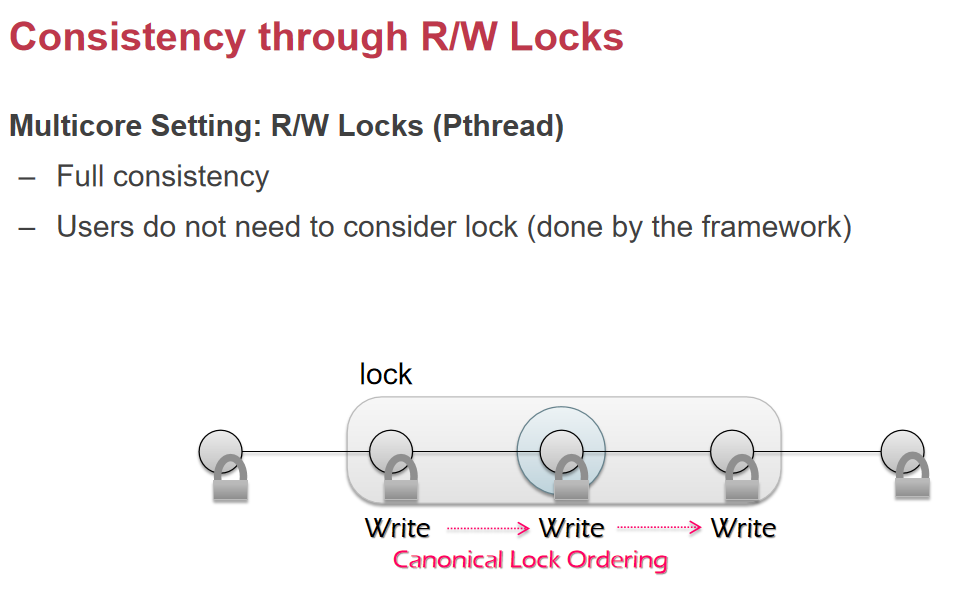 Consistency through R/W Locks
Multicore Setting: R/W Locks (Pthread)
– Full consistency
– Users do not need to consider lock (done by the framework)
lock
Write Write Write
Canonical Lock Ordering